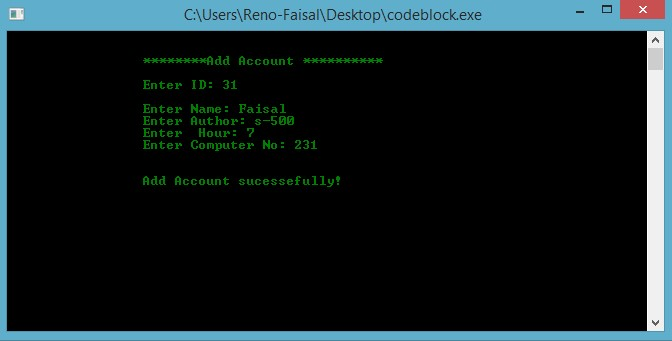 C:\Users\Reno-Faisal\Desktop\codeblock.exe
********Add Account **********
Enter ID: 31
Enter Name: Faisal
Enter Author: s-500
Enter  Hour: 7
Enter Computer No: 231
Add Account sucessefully!